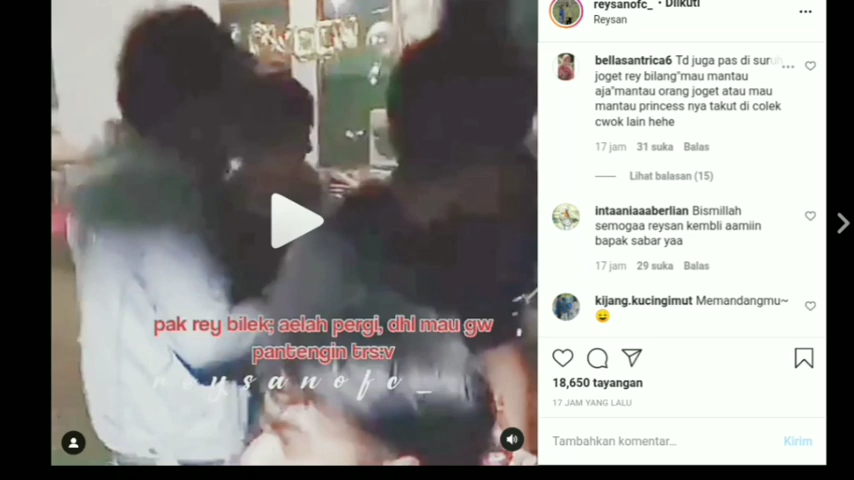 pak rey bilek; aelah pergi, dhl mau gw
pantengin trs:v
reysanofc_
reysanofc_ • Diikuti
Reysan
bellasantrica6 Td juga pas di suruh
joget rey bilang"mau mantau
aja"mantau orang joget atau mau
mantau princess nya takut di colek
cwok lain hehe
17 jam 31 suka Balas
Lihat balasan (15)
intaaniaaaberlian Bismillah
semogaa reysan kembli aamiin
bapak sabar yaa
17 jam 29 suka Balas
kijang.kucingimut Memandangmu~
18,650 tayangan
17 JAM YANG LALU
Tambahkan komentar...
Kirim